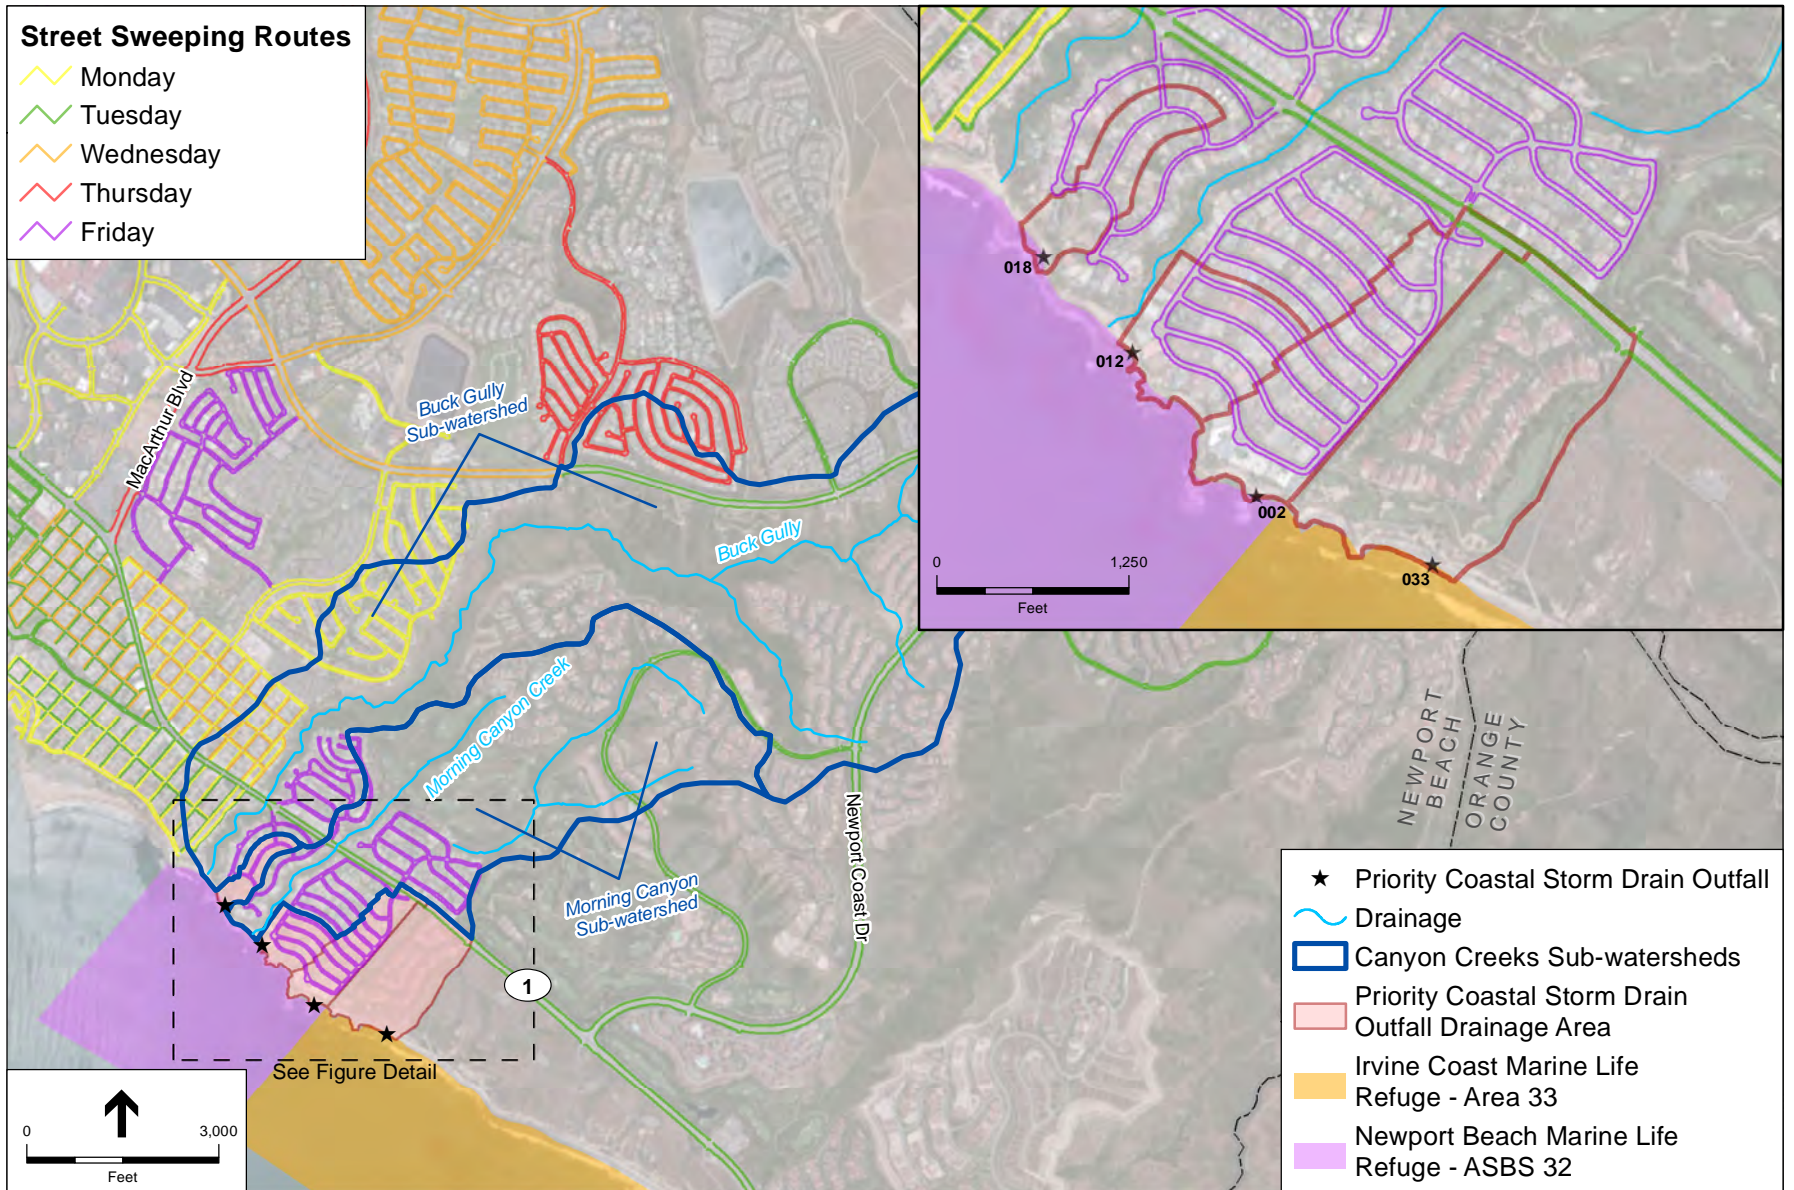 Street Sweeping Routes
Monday
Tuesday
Wednesday
Thursday
Friday
018
012
002
033
0
1,250
Feet
MacArthur Blvd
Buck Gully
Sub-watershed
Buck Gully
Morning Canyon Creek
Morning Canyon
Sub-watershed
Newport Coast Dr
NEWPORT
BEACH
ORANGE
COUNTY
1
See Figure Detail
0
3,000
Feet
Priority Coastal Storm Drain Outfall
Drainage
Canyon Creeks Sub-watersheds
Priority Coastal Storm Drain
Outfall Drainage Area
Irvine Coast Marine Life
Refuge - Area 33
Newport Beach Marine Life
Refuge - ASBS 32